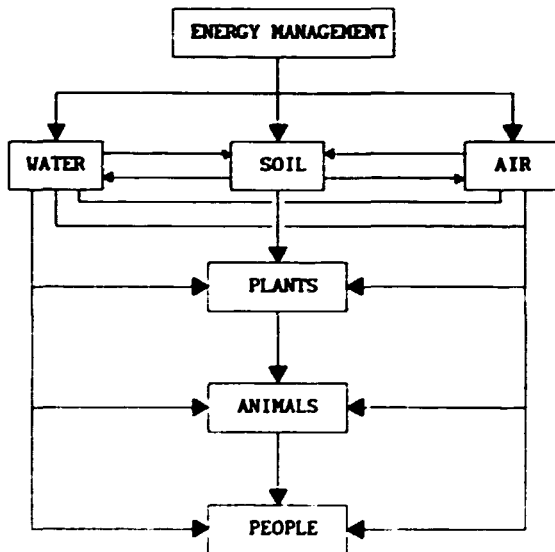 ENERGY MANAGEMENT
WATER
SOIL
AIR
PLANTS
ANIMALS
PEOPLE